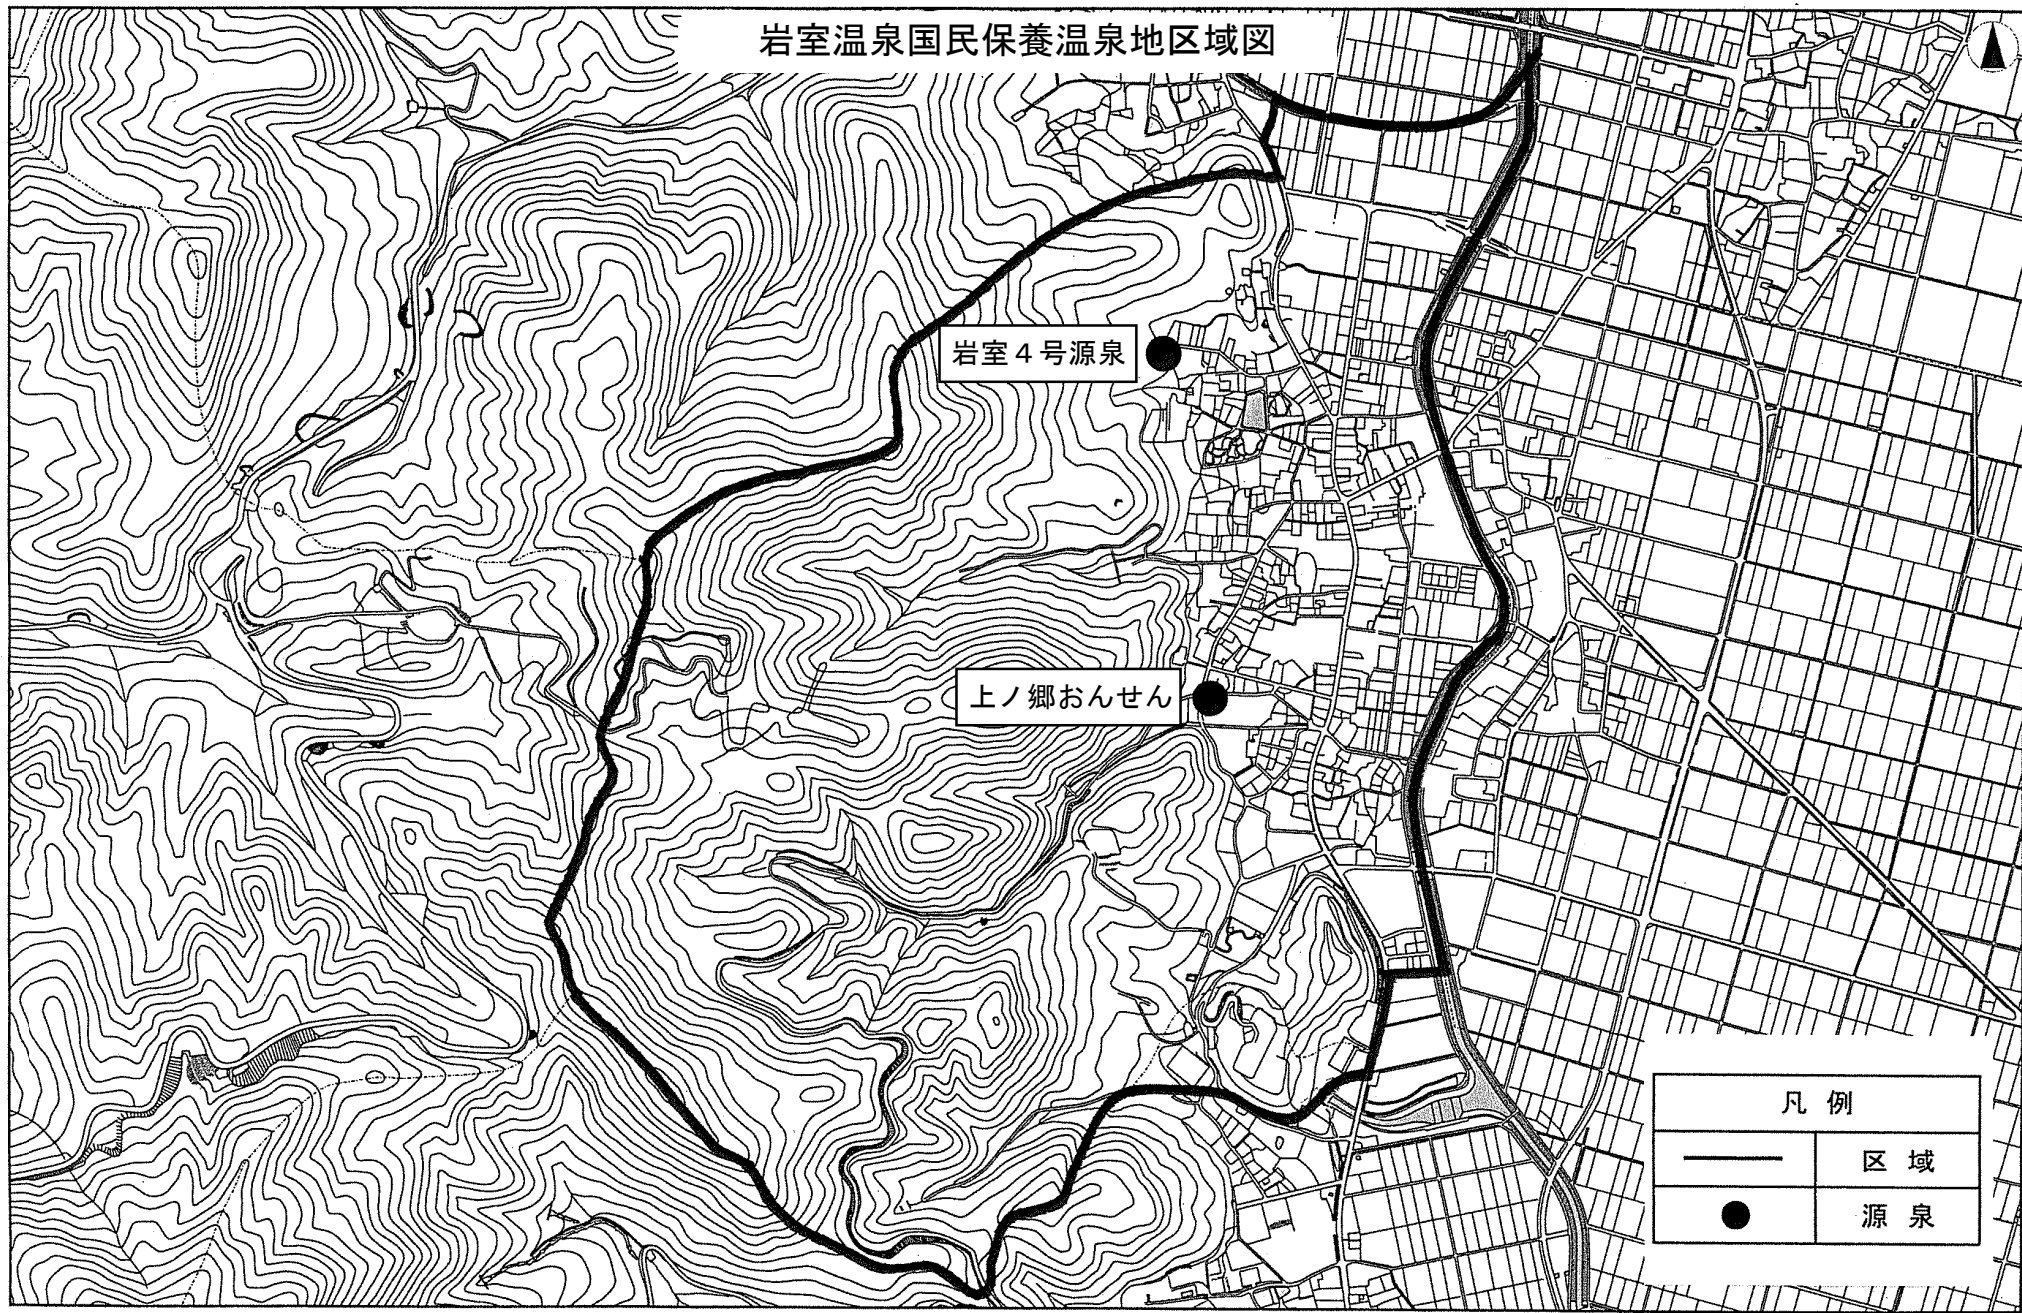 岩室温泉国民保養温泉地区域図
岩室４号源泉
上ノ郷おんせん
凡 例
区 域
源 泉